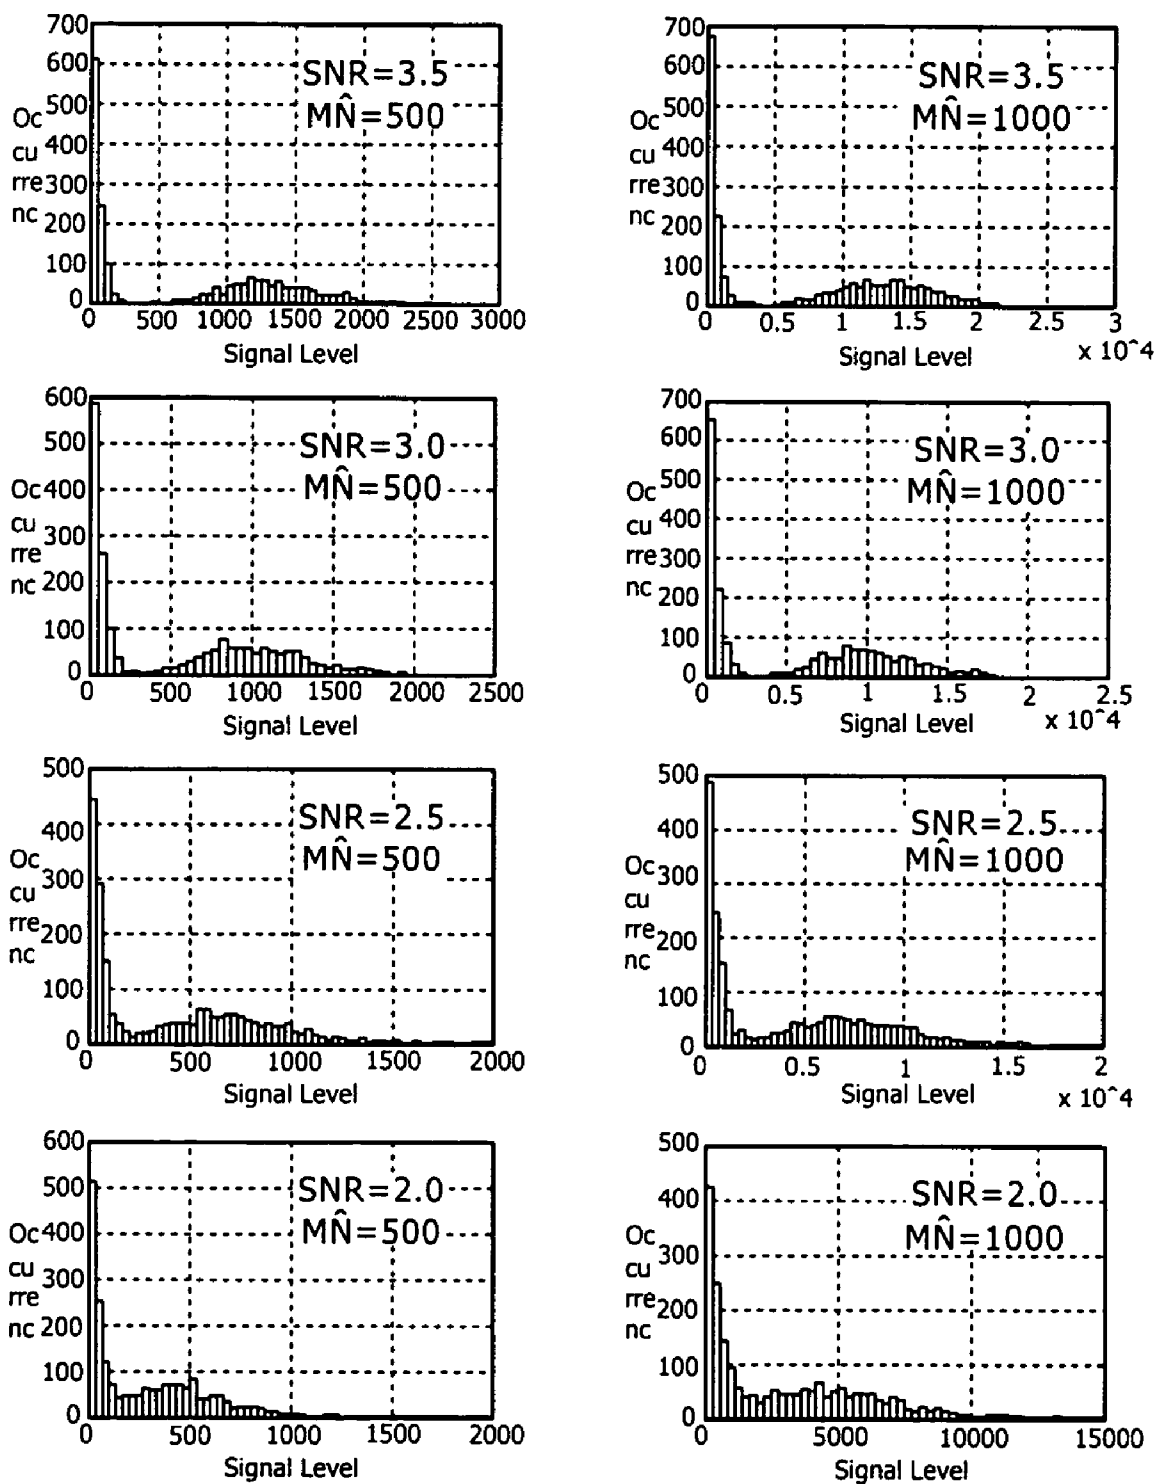 700
600
500
400
300
200
100
0
Oc
cu
rre
nc
SNR=3.5
MN̂=500
0 500 1000 1500 2000 2500 3000
Signal Level
700
600
500
400
300
200
100
0
Oc
cu
rre
nc
SNR=3.5
MN̂=1000
0 0.5 1 1.5 2 2.5 3
Signal Level x 10^4
600
500
400
300
200
100
0
Oc
cu
rre
nc
SNR=3.0
MN̂=500
0 500 1000 1500 2000 2500
Signal Level
700
600
500
400
300
200
100
0
Oc
cu
rre
nc
SNR=3.0
MN̂=1000
0 0.5 1 1.5 2 2.5
Signal Level x 10^4
500
400
300
200
100
0
Oc
cu
rre
nc
SNR=2.5
MN̂=500
0 500 1000 1500 2000
Signal Level
500
400
300
200
100
0
Oc
cu
rre
nc
SNR=2.5
MN̂=1000
0 0.5 1 1.5 2
Signal Level x 10^4
600
500
400
300
200
100
0
Oc
cu
rre
nc
SNR=2.0
MN̂=500
0 500 1000 1500 2000
Signal Level
500
400
300
200
100
0
Oc
cu
rre
nc
SNR=2.0
MN̂=1000
0 5000 10000 15000
Signal Level